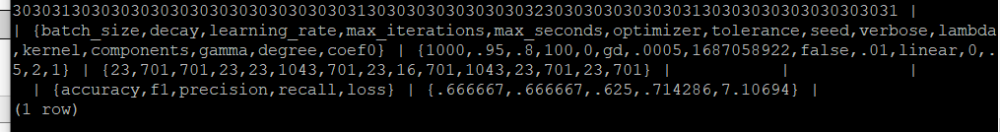 30303130303030303030303030303030303030313030303030303030323030303030303030313030303030303030303031 |
| | {batch_size,decay,learning_rate,max_iterations,max_seconds,optimizer,tolerance,seed,verbose,lambda
,kernel,components,gamma,degree,coef0} | {1000,.95,.8,100,0,gd,.0005,1687058922,false,.01,linear,0,.
5,2,1} | {23,701,701,23,23,1043,701,23,16,701,1043,23,701,23,701} | | |
| {accuracy,f1,precision,recall,loss} | {.666667,.666667,.625,.714286,7.10694} |
(1 row)